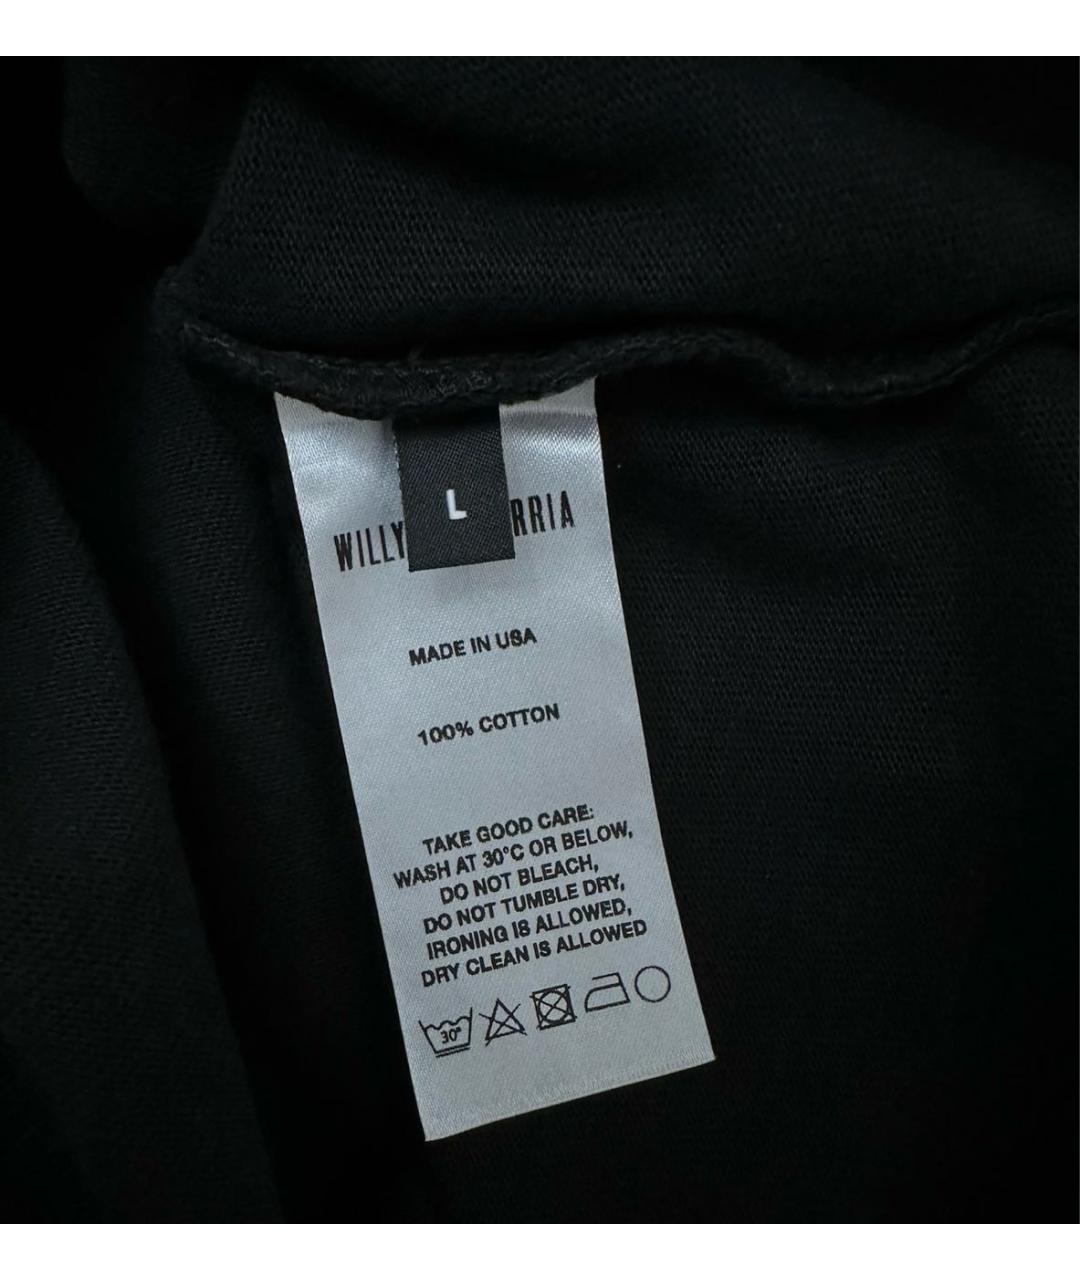 L
WILLY RRIA
MADE IN USA
100% COTTON
TAKE GOOD CARE:
WASH AT 30°C OR BELOW,
DO NOT BLEACH,
DO NOT TUMBLE DRY,
IRONING IS ALLOWED,
DRY CLEAN IS ALLOWED
30°